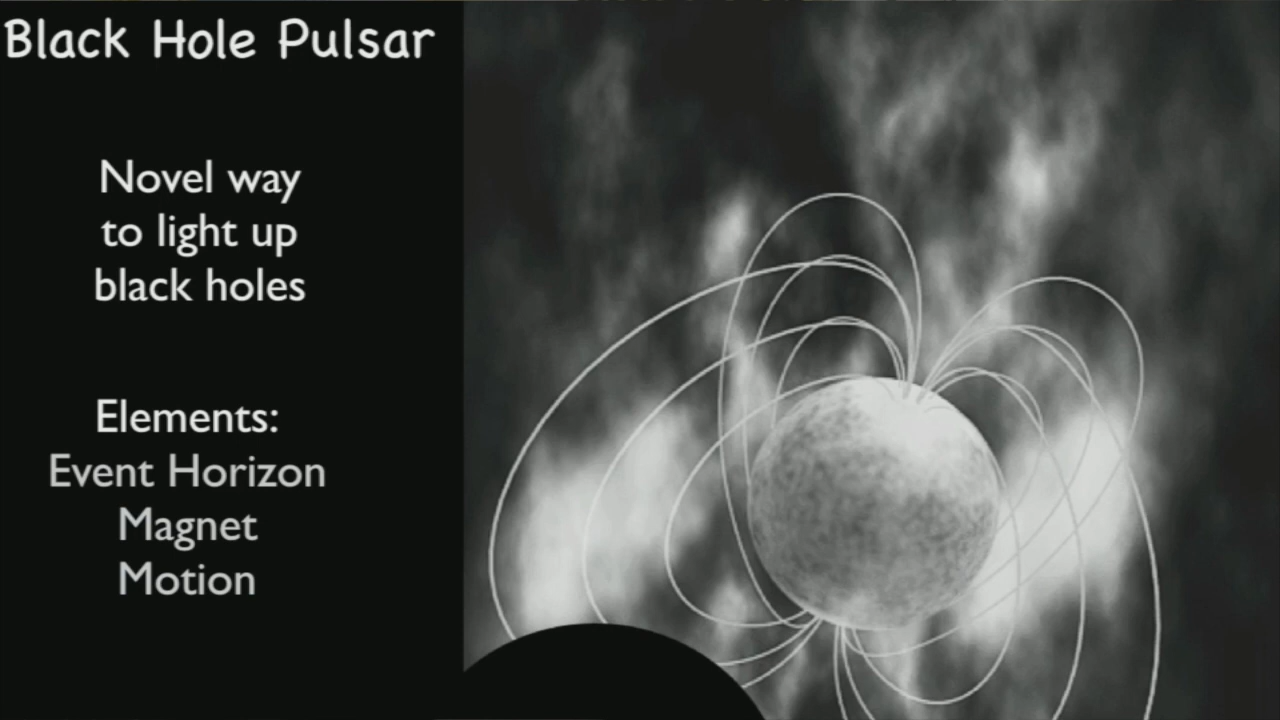 Black Hole Pulsar
Novel way
to light up
black holes
Elements:
Event Horizon
Magnet
Motion